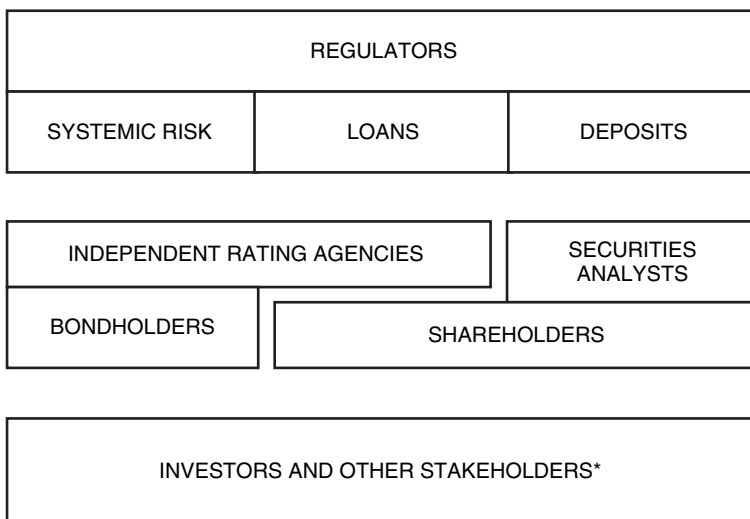 REGULATORS
SYSTEMIC RISK
LOANS
DEPOSITS
INDEPENDENT RATING AGENCIES
SECURITIES
ANALYSTS
BONDHOLDERS
SHAREHOLDERS
INVESTORS AND OTHER STAKEHOLDERS*